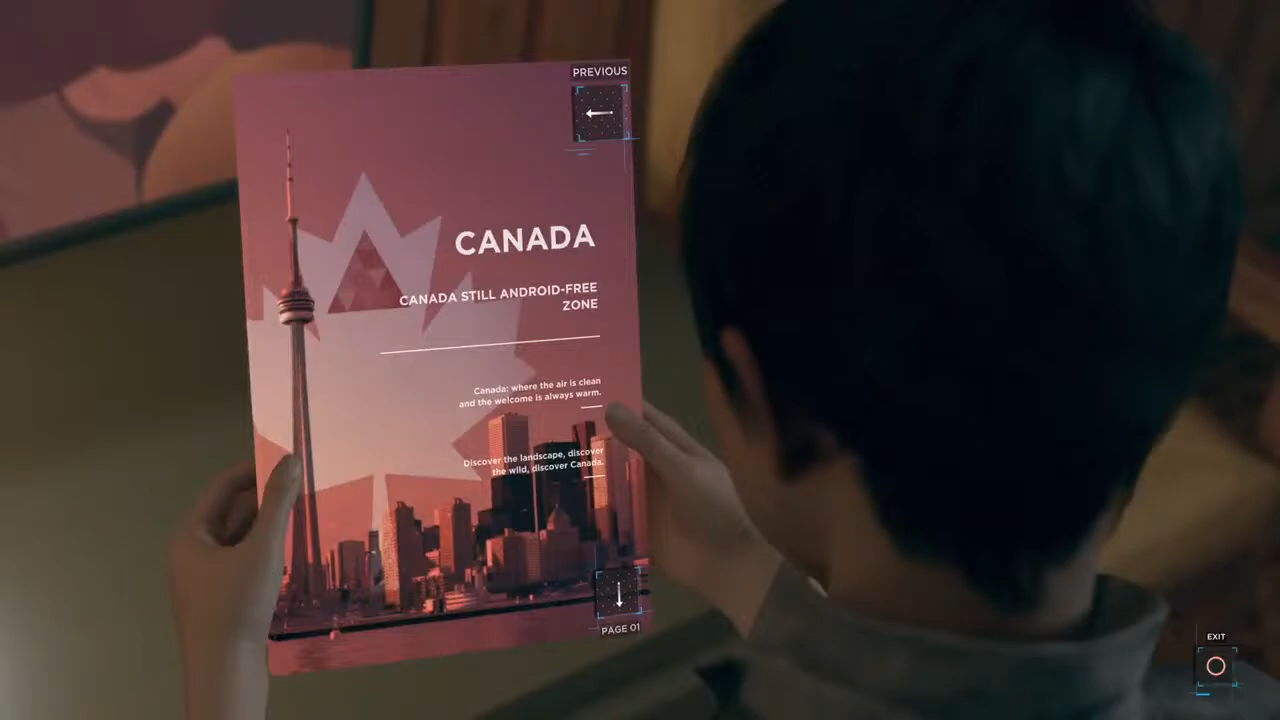 PREVIOUS
CANADA
CANADA STILL ANDROID-FREE
ZONE
Canada: where the air is clean
and the welcome is always warm.
Discover the landscape, discover
the wild, discover Canada.
PAGE 01
EXIT